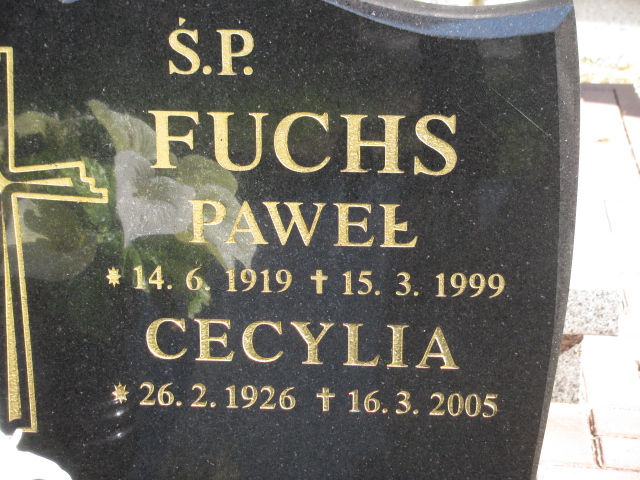 Ś.P.
FUCHS
PAWEŁ
* 14. 6. 1919 ✝ 15. 3. 1999
CECYLIA
* 26. 2. 1926 ✝ 16. 3. 2005